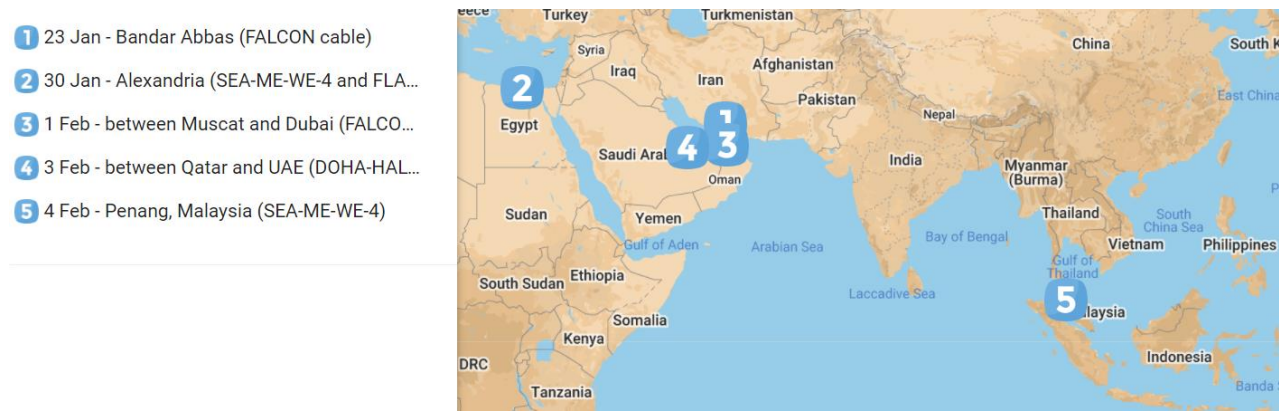 1 23 Jan - Bandar Abbas (FALCON cable)
2 30 Jan - Alexandria (SEA-ME-WE-4 and FLA...
3 1 Feb - between Muscat and Dubai (FALCO...
4 3 Feb - between Qatar and UAE (DOHA-HAL...
5 4 Feb - Penang, Malaysia (SEA-ME-WE-4)
eece
Turkey
Turkmenistan
Syria
Iraq
Iran
Afghanistan
Pakistan
China
South K
East China
Nepal
2
Egypt
1
3
4
Saudi Ara
Oman
India
Myanmar
(Burma)
Sudan
Yemen
Gulf of Aden
Arabian Sea
Bay of Bengal
Thailand
South
China Sea
Vietnam
Philippines
P
Gulf of
Thailand
South Sudan
Ethiopia
Laccadive Sea
5
laysia
Somalia
Kenya
DRC
Indonesia
Tanzania
Banda